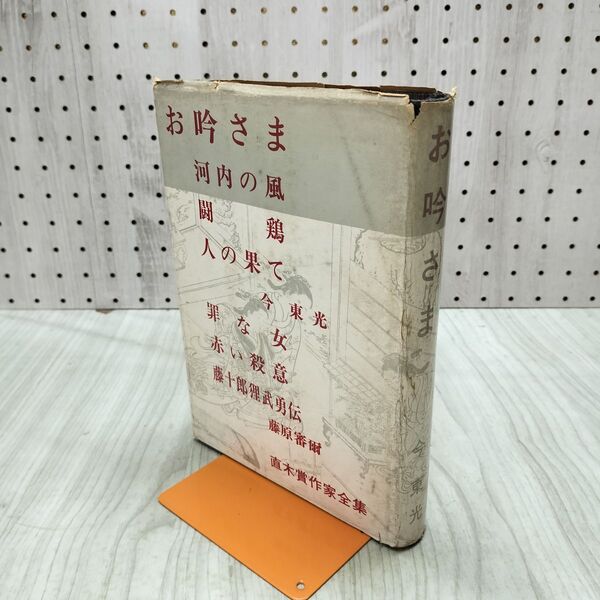 お吟さま
河内の風
闘鶏
人の果て
今東光
罪な女
赤い殺意
藤十郎狸武勇伝
藤原審爾
直木賞作家全集
お吟さま
今東光